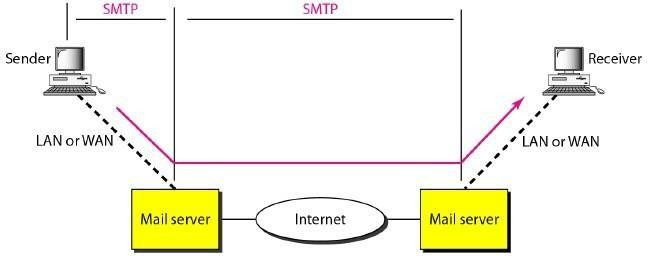 SMTP
SMTP
Sender
Receiver
LAN or WAN
LAN or WAN
Mail server
Internet
Mail server